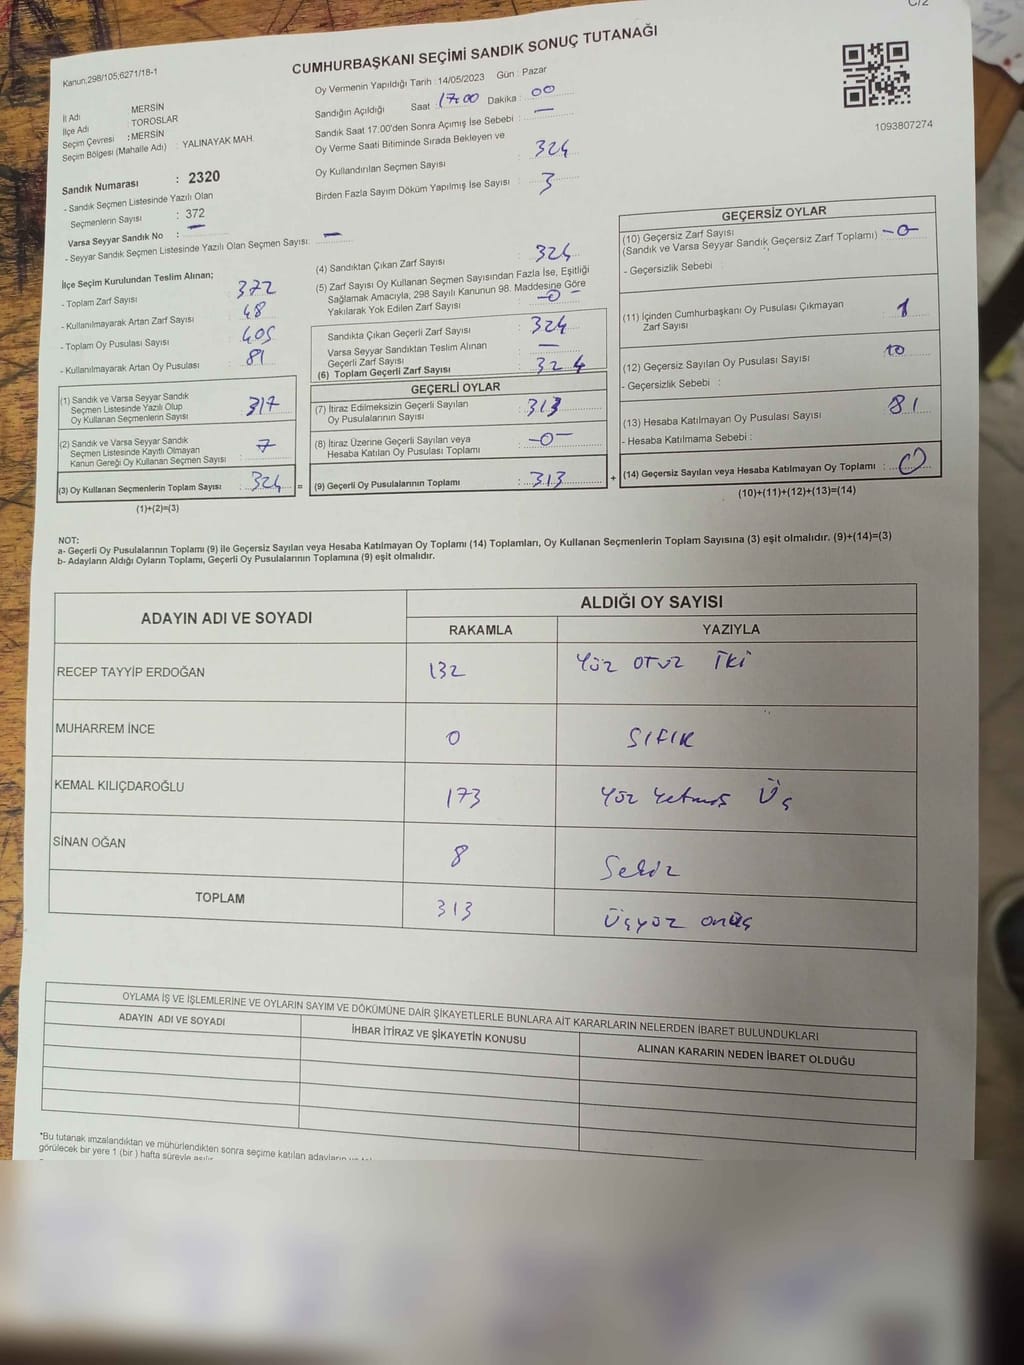 C/2
Kanun;298/105;6271/18-1
CUMHURBAŞKANI SEÇİMİ SANDIK SONUÇ TUTANAĞI
İl Adı MERSİN
İlçe Adı TOROSLAR
Seçim Çevresi : MERSİN
Seçim Bölgesi (Mahalle Adı) : YALINAYAK MAH.
Sandık Numarası : 2320
- Sandık Seçmen Listesinde Yazılı Olan
Seçmenlerin Sayısı : 372
Varsa Seyyar Sandık No : —
- Seyyar Sandık Seçmen Listesinde Yazılı Olan Seçmen Sayısı: —
Oy Vermenin Yapıldığı Tarih : 14/05/2023 Gün : Pazar
Sandığın Açıldığı Saat 17:00 Dakika : 00
Sandık Saat 17:00'den Sonra Açımış İse Sebebi : —
Oy Verme Saati Bitiminde Sırada Bekleyen ve
Oy Kullandırılan Seçmen Sayısı : 324
Birden Fazla Sayım Döküm Yapılmış İse Sayısı : 3
1093807274
İlçe Seçim Kurulundan Teslim Alınan;
- Toplam Zarf Sayısı : 372
- Kullanılmayarak Artan Zarf Sayısı : 48
- Toplam Oy Pusulası Sayısı : 405
- Kullanılmayarak Artan Oy Pusulası : 81
(1) Sandık ve Varsa Seyyar Sandık
Seçmen Listesinde Yazılı Olup
Oy Kullanan Seçmenlerin Sayısı : 317
(2) Sandık ve Varsa Seyyar Sandık
Seçmen Listesinde Kayıtlı Olmayan
Kanun Gereği Oy Kullanan Seçmen Sayısı : 7
(3) Oy Kullanan Seçmenlerin Toplam Sayısı : 324 =
(1)+(2)=(3)
(4) Sandıktan Çıkan Zarf Sayısı : 324
(5) Zarf Sayısı Oy Kullanan Seçmen Sayısından Fazla İse, Eşitliği
Sağlamak Amacıyla, 298 Sayılı Kanunun 98. Maddesine Göre
Yakılarak Yok Edilen Zarf Sayısı : -0-
Sandıkta Çıkan Geçerli Zarf Sayısı : 324
Varsa Seyyar Sandıktan Teslim Alınan
Geçerli Zarf Sayısı : —
(6) Toplam Geçerli Zarf Sayısı : 324
GEÇERLİ OYLAR
(7) İtiraz Edilmeksizin Geçerli Sayılan
Oy Pusulalarının Sayısı : 313
(8) İtiraz Üzerine Geçerli Sayılan veya
Hesaba Katılan Oy Pusulası Toplamı : -0-
(9) Geçerli Oy Pusulalarının Toplamı : 313 +
GEÇERSİZ OYLAR
(10) Geçersiz Zarf Sayısı
(Sandık ve Varsa Seyyar Sandık Geçersiz Zarf Toplamı) : -0-
- Geçersizlik Sebebi :
(11) İçinden Cumhurbaşkanı Oy Pusulası Çıkmayan
Zarf Sayısı : 1
(12) Geçersiz Sayılan Oy Pusulası Sayısı : 10
- Geçersizlik Sebebi :
(13) Hesaba Katılmayan Oy Pusulası Sayısı : 81
- Hesaba Katılmama Sebebi :
(14) Geçersiz Sayılan veya Hesaba Katılmayan Oy Toplamı :
(10)+(11)+(12)+(13)=(14)
NOT:
a- Geçerli Oy Pusulalarının Toplamı (9) ile Geçersiz Sayılan veya Hesaba Katılmayan Oy Toplamı (14) Toplamları, Oy Kullanan Seçmenlerin Toplam Sayısına (3) eşit olmalıdır. (9)+(14)=(3)
b- Adayların Aldığı Oyların Toplamı, Geçerli Oy Pusulalarının Toplamına (9) eşit olmalıdır.
ADAYIN ADI VE SOYADI ALDIĞI OY SAYISI
RAKAMLA YAZIYLA
RECEP TAYYİP ERDOĞAN 132 Yüz otuz iki
MUHARREM İNCE 0 SIFIR
KEMAL KILIÇDAROĞLU 173 Yüz Yetmiş Üç
SİNAN OĞAN 8 Sekiz
TOPLAM 313 Üçyüz onüç
OYLAMA İŞ VE İŞLEMLERİNE VE OYLARIN SAYIM VE DÖKÜMÜNE DAİR ŞİKAYETLERLE BUNLARA AİT KARARLARIN NELERDEN İBARET BULUNDUKLARI
ADAYIN ADI VE SOYADI İHBAR İTİRAZ VE ŞİKAYETİN KONUSU ALINAN KARARIN NEDEN İBARET OLDUĞU
*Bu tutanak imzalandıktan ve mühürlendikten sonra seçime katılan adayların
görülecek bir yere 1 (bir ) hafta süreyle asılır.